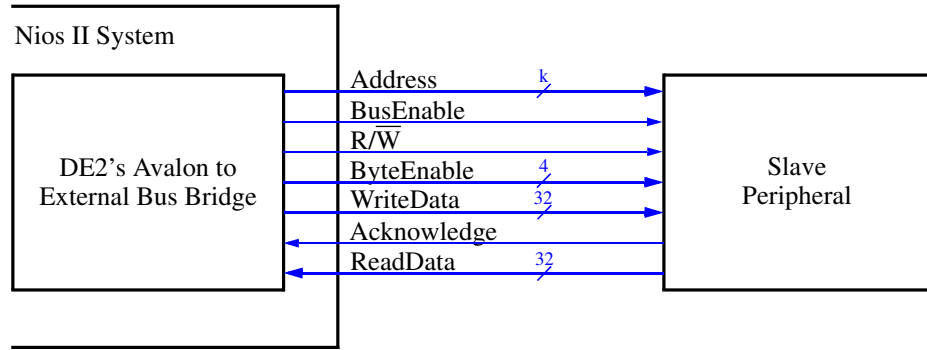 Nios II System
DE2's Avalon to
External Bus Bridge
Address k
BusEnable
R/W̅
ByteEnable 4
WriteData 32
Acknowledge
ReadData 32
Slave
Peripheral